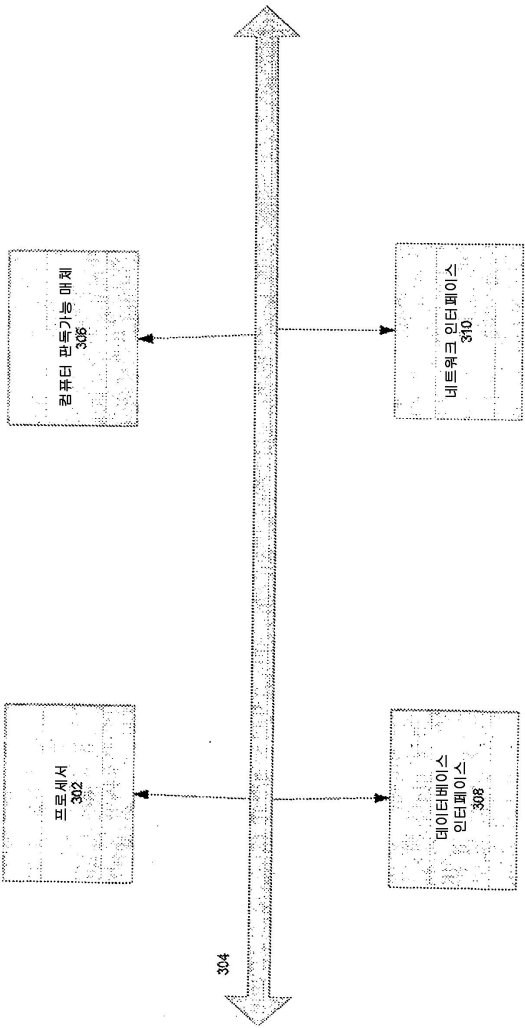 프로세서
302
컴퓨터 판독가능 매체
306
304
데이터베이스
인터페이스
308
네트워크 인터페이스
310